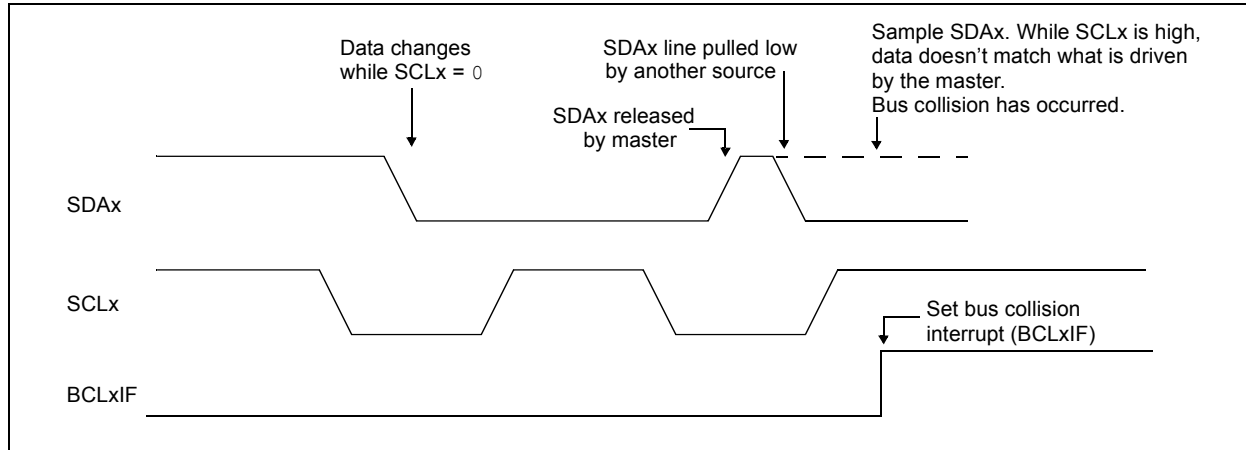 Data changes
while SCLx = 0
SDAx line pulled low
by another source
SDAx released
by master
Sample SDAx. While SCLx is high,
data doesn’t match what is driven
by the master.
Bus collision has occurred.
SDAx
SCLx
Set bus collision
interrupt (BCLxIF)
BCLxIF